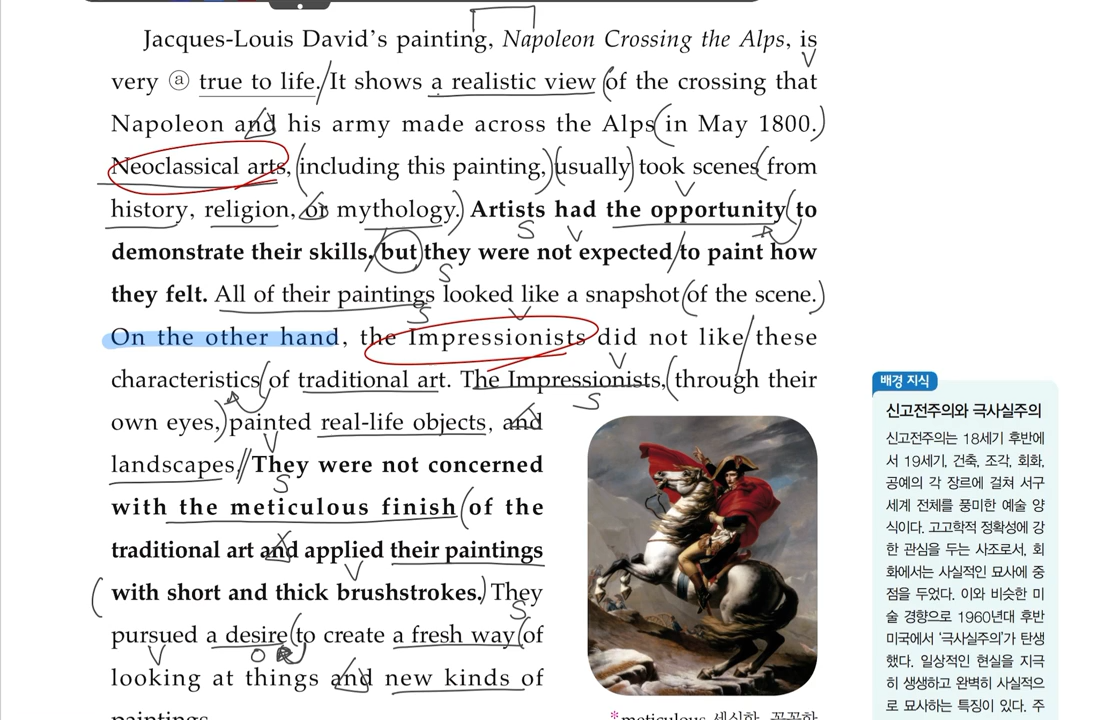 Jacques-Louis David's painting, Napoleon Crossing the Alps, is
very ⓐ true to life. It shows a realistic view of the crossing that
Napoleon and his army made across the Alps in May 1800.
Neoclassical arts, including this painting, usually took scenes from
history, religion, or mythology. Artists had the opportunity to
demonstrate their skills, but they were not expected to paint how
they felt. All of their paintings looked like a snapshot of the scene.
On the other hand, the Impressionists did not like these
characteristics of traditional art. The Impressionists, through their
own eyes, painted real-life objects, and
landscapes. They were not concerned
with the meticulous finish of the
traditional art and applied their paintings
with short and thick brushstrokes. They
pursued a desire to create a fresh way of
looking at things and new kinds of
paintings.
*meticulous 세심한, 꼼꼼한
배경 지식
신고전주의와 극사실주의
신고전주의는 18세기 후반에
서 19세기, 건축, 조각, 회화,
공예의 각 장르에 걸쳐 서구
세계 전체를 풍미한 예술 양
식이다. 고고학적 정확성에 강
한 관심을 두는 사조로서, 회
화에서는 사실적인 묘사에 중
점을 두었다. 이와 비슷한 미
술 경향으로 1960년대 후반
미국에서 '극사실주의'가 탄생
했다. 일상적인 현실을 지극
히 생생하고 완벽히 사실적으
로 묘사하는 특징이 있다. 주
V
S
V
V
S
S
V
S
V
S
V
S
V
S
V
O